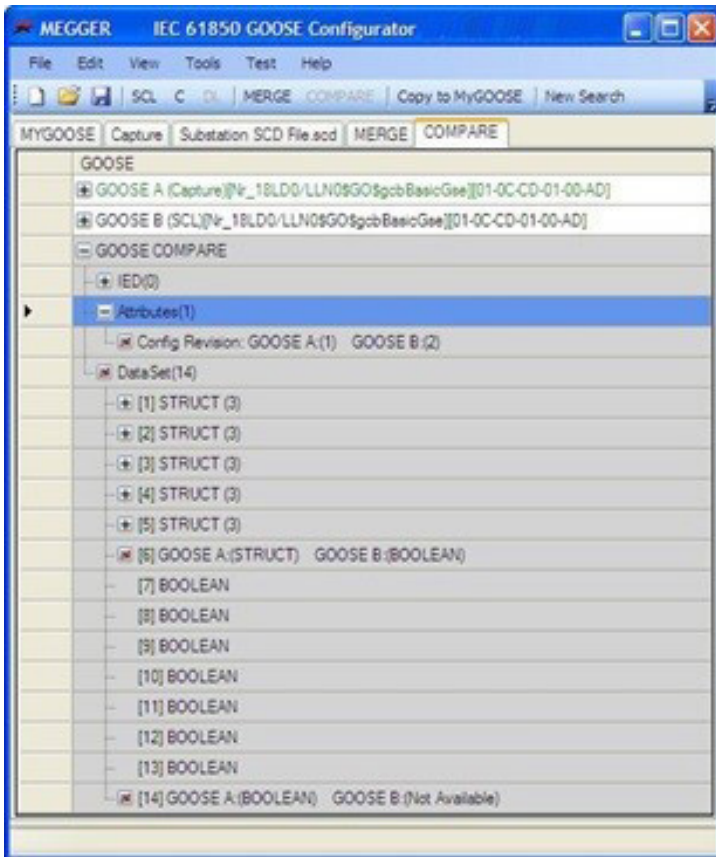 MEGGER IEC 61850 GOOSE Configurator
File Edit View Tools Test Help
SCL C DL MERGE COMPARE Copy to MyGOOSE New Search
MYGOOSE Capture Substation SCD File.scd MERGE COMPARE
GOOSE
GOOSE A (Capture)[Nr_18LD0/LLN0$GO$gcbBasicGse][01-0C-CD-01-00-AD]
GOOSE B (SCL)[Nr_18LD0/LLN0$GO$gcbBasicGse][01-0C-CD-01-00-AD]
GOOSE COMPARE
IED(0)
Attributes(1)
Config Revision: GOOSE A:(1) GOOSE B:(2)
DataSet(14)
[1] STRUCT (3)
[2] STRUCT (3)
[3] STRUCT (3)
[4] STRUCT (3)
[5] STRUCT (3)
[6] GOOSE A:(STRUCT) GOOSE B:(BOOLEAN)
[7] BOOLEAN
[8] BOOLEAN
[9] BOOLEAN
[10] BOOLEAN
[11] BOOLEAN
[12] BOOLEAN
[13] BOOLEAN
[14] GOOSE A:(BOOLEAN) GOOSE B:(Not Available)